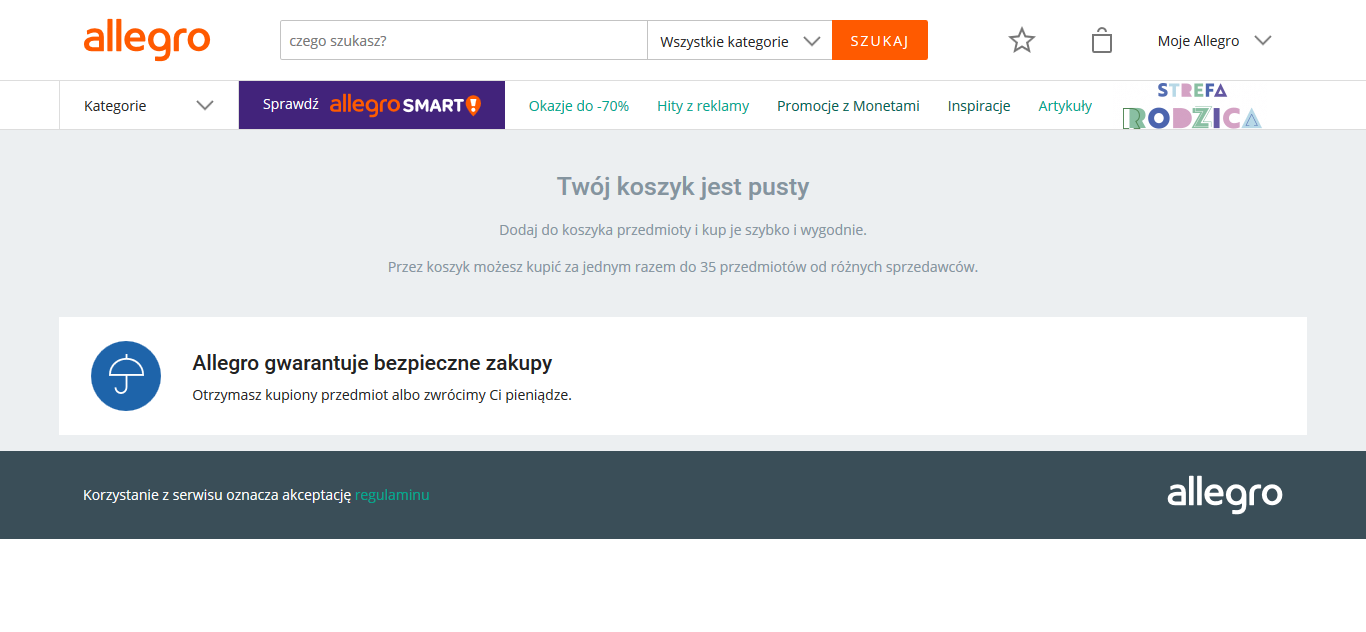 allegro
czego szukasz?
Wszystkie kategorie
SZUKAJ
Moje Allegro
Kategorie
Sprawdź allegro SMART!
Okazje do -70%
Hity z reklamy
Promocje z Monetami
Inspiracje
Artykuły
STREFA
RODZICA
Twój koszyk jest pusty
Dodaj do koszyka przedmioty i kup je szybko i wygodnie.
Przez koszyk możesz kupić za jednym razem do 35 przedmiotów od różnych sprzedawców.
Allegro gwarantuje bezpieczne zakupy
Otrzymasz kupiony przedmiot albo zwrócimy Ci pieniądze.
Korzystanie z serwisu oznacza akceptację regulaminu
allegro